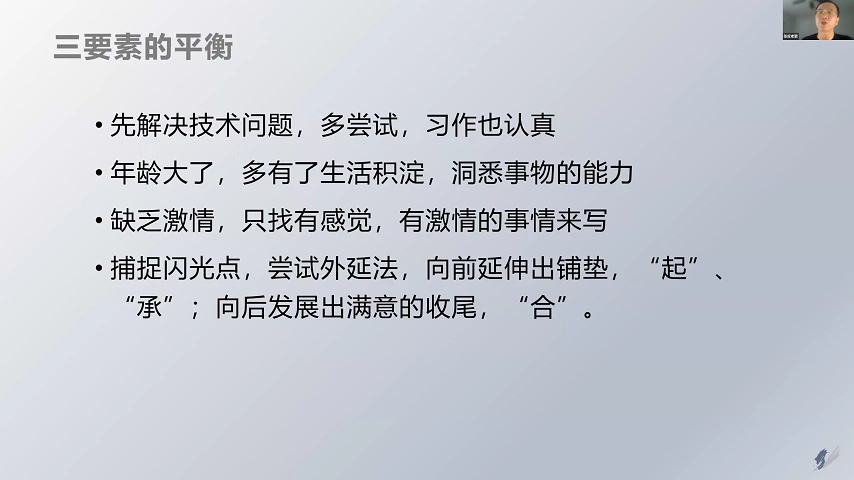 三要素的平衡
• 先解决技术问题，多尝试，习作也认真
• 年龄大了，多有了生活积淀，洞悉事物的能力
• 缺乏激情，只找有感觉，有激情的事情来写
• 捕捉闪光点，尝试外延法，向前延伸出铺垫，“起”、
“承”；向后发展出满意的收尾，“合”。